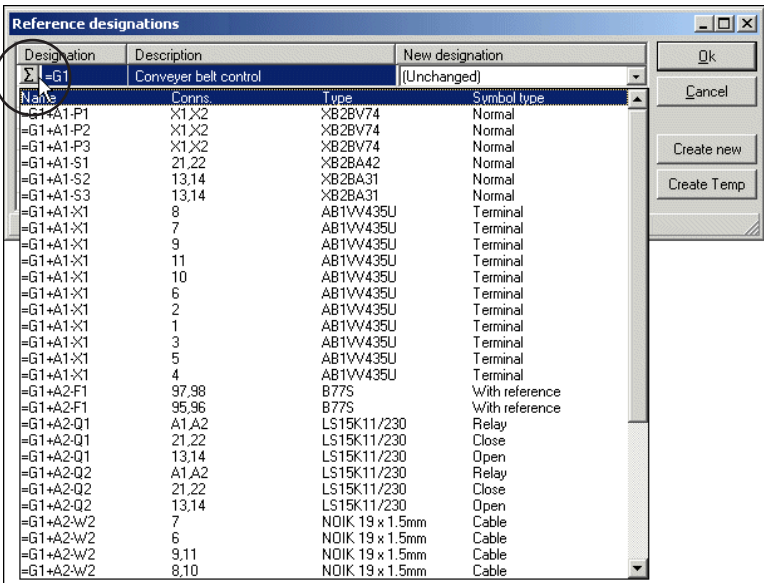 Reference designations
Designation Description New designation Ok
Σ =G1 Conveyer belt control (Unchanged)
Cancel
Name Conns. Type Symbol type
=G1+A1-P1 X1,X2 XB2BV74 Normal
=G1+A1-P2 X1,X2 XB2BV74 Normal
=G1+A1-P3 X1,X2 XB2BV74 Normal
Create new
=G1+A1-S1 21,22 XB2BA42 Normal
=G1+A1-S2 13,14 XB2BA31 Normal
Create Temp
=G1+A1-S3 13,14 XB2BA31 Normal
=G1+A1-X1 8 AB1VV435U Terminal
=G1+A1-X1 7 AB1VV435U Terminal
=G1+A1-X1 9 AB1VV435U Terminal
=G1+A1-X1 11 AB1VV435U Terminal
=G1+A1-X1 10 AB1VV435U Terminal
=G1+A1-X1 6 AB1VV435U Terminal
=G1+A1-X1 2 AB1VV435U Terminal
=G1+A1-X1 1 AB1VV435U Terminal
=G1+A1-X1 3 AB1VV435U Terminal
=G1+A1-X1 5 AB1VV435U Terminal
=G1+A1-X1 4 AB1VV435U Terminal
=G1+A2-F1 97,98 B77S With reference
=G1+A2-F1 95,96 B77S With reference
=G1+A2-Q1 A1,A2 LS15K11/230 Relay
=G1+A2-Q1 21,22 LS15K11/230 Close
=G1+A2-Q1 13,14 LS15K11/230 Open
=G1+A2-Q2 A1,A2 LS15K11/230 Relay
=G1+A2-Q2 21,22 LS15K11/230 Close
=G1+A2-Q2 13,14 LS15K11/230 Open
=G1+A2-W2 7 NOIK 19 x 1.5mm Cable
=G1+A2-W2 6 NOIK 19 x 1.5mm Cable
=G1+A2-W2 9,11 NOIK 19 x 1.5mm Cable
=G1+A2-W2 8,10 NOIK 19 x 1.5mm Cable